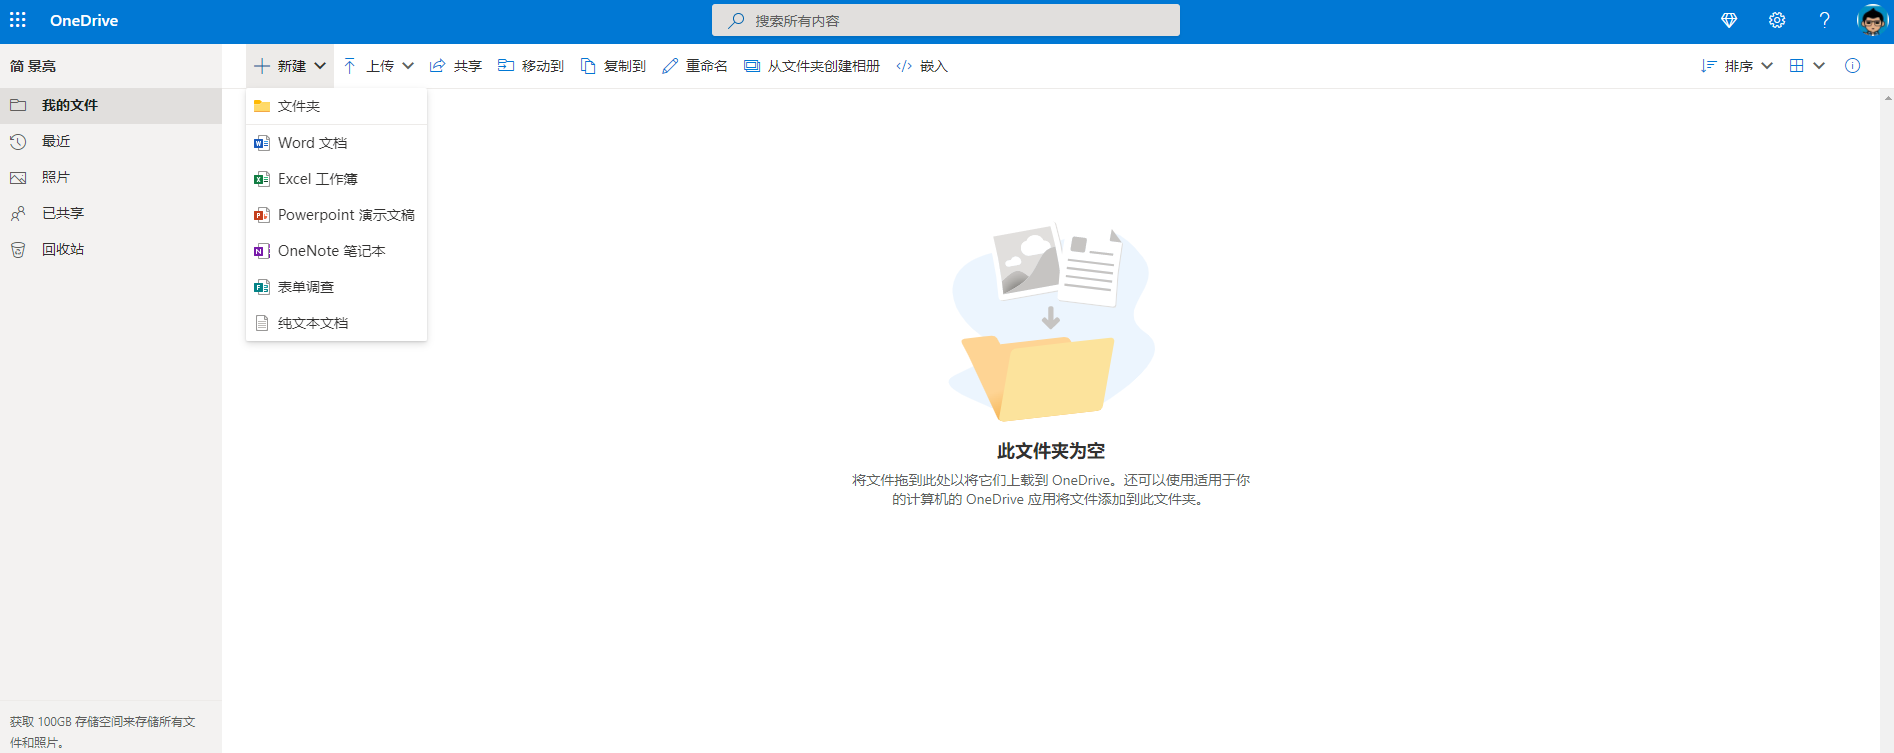 OneDrive
搜索所有内容
简 景亮
新建
上传
共享
移动到
复制到
重命名
从文件夹创建相册
嵌入
排序
我的文件
最近
照片
已共享
回收站
文件夹
Word 文档
Excel 工作簿
Powerpoint 演示文稿
OneNote 笔记本
表单调查
纯文本文档
此文件夹为空
将文件拖到此处以将它们上载到 OneDrive。还可以使用适用于你
的计算机的 OneDrive 应用将文件添加到此文件夹。
获取 100GB 存储空间来存储所有文
件和照片。